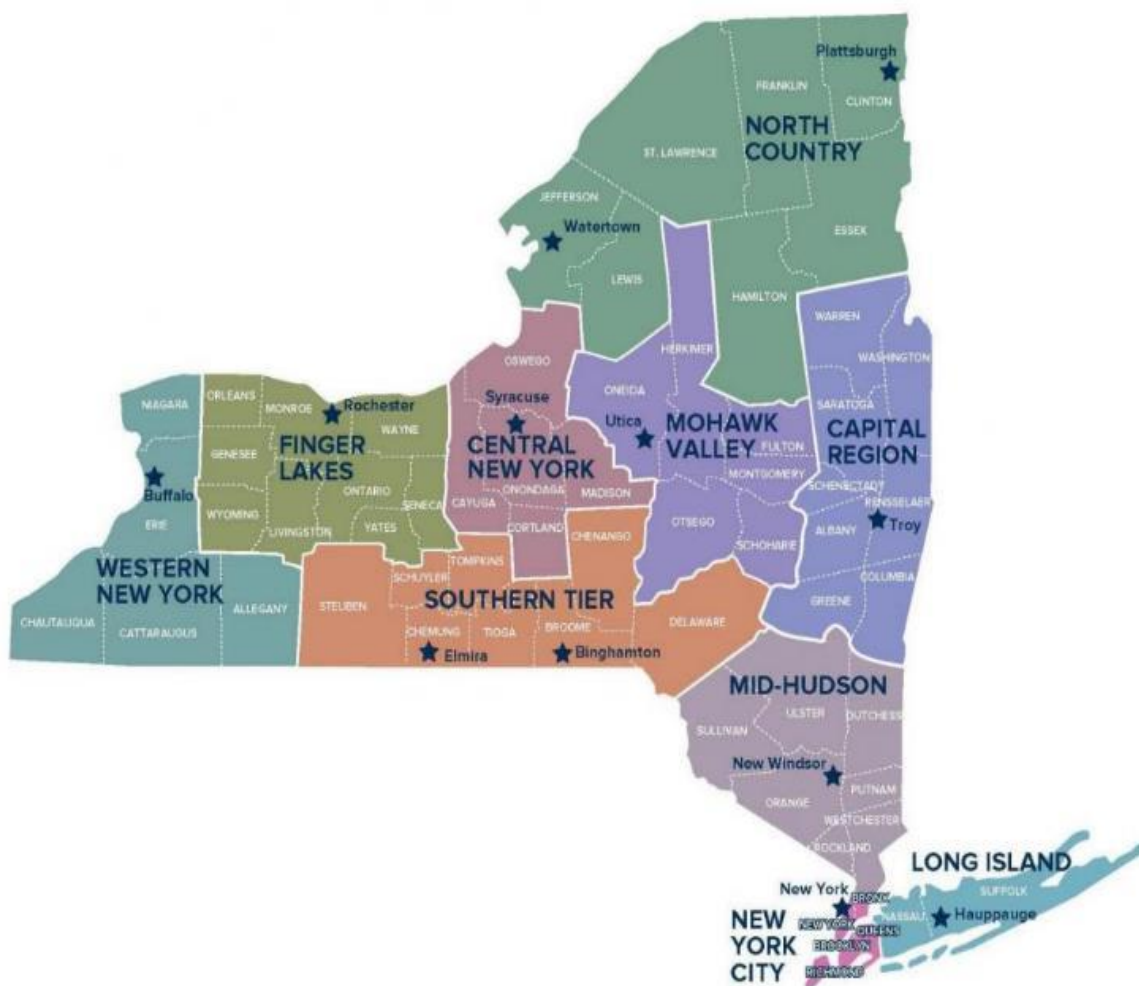 Plattsburgh
FRANKLIN
CLINTON
NORTH
COUNTRY
ST. LAWRENCE
JEFFERSON
Watertown
ESSEX
LEWIS
HAMILTON
WARREN
HERKIMER
WASHINGTON
OSWEGO
ONEIDA
NIAGARA
ORLEANS
MONROE
Rochester
WAYNE
Syracuse
Utica
MOHAWK
VALLEY
SARATOGA
CAPITAL
REGION
FINGER
LAKES
CENTRAL
NEW YORK
FULTON
GENESEE
MONTGOMERY
SCHENECTADY
Buffalo
ONTARIO
SENECA
CAYUGA
ONONDAGA
MADISON
RENSSELAER
WYOMING
LIVINGSTON
YATES
ERIE
CORTLAND
CHENANGO
OTSEGO
SCHOHARIE
ALBANY
Troy
WESTERN
NEW YORK
TOMPKINS
SCHUYLER
COLUMBIA
STEUBEN
SOUTHERN TIER
GREENE
ALLEGANY
CHAUTAUQUA
CATTARAUGUS
CHEMUNG
TIOGA
BROOME
DELAWARE
Elmira
Binghamton
MID-HUDSON
ULSTER
DUTCHESS
SULLIVAN
New Windsor
PUTNAM
ORANGE
WESTCHESTER
ROCKLAND
LONG ISLAND
New York
BRONX
SUFFOLK
NASSAU
Hauppauge
NEW
YORK
CITY
NEW YORK
QUEENS
BROOKLYN
RICHMOND